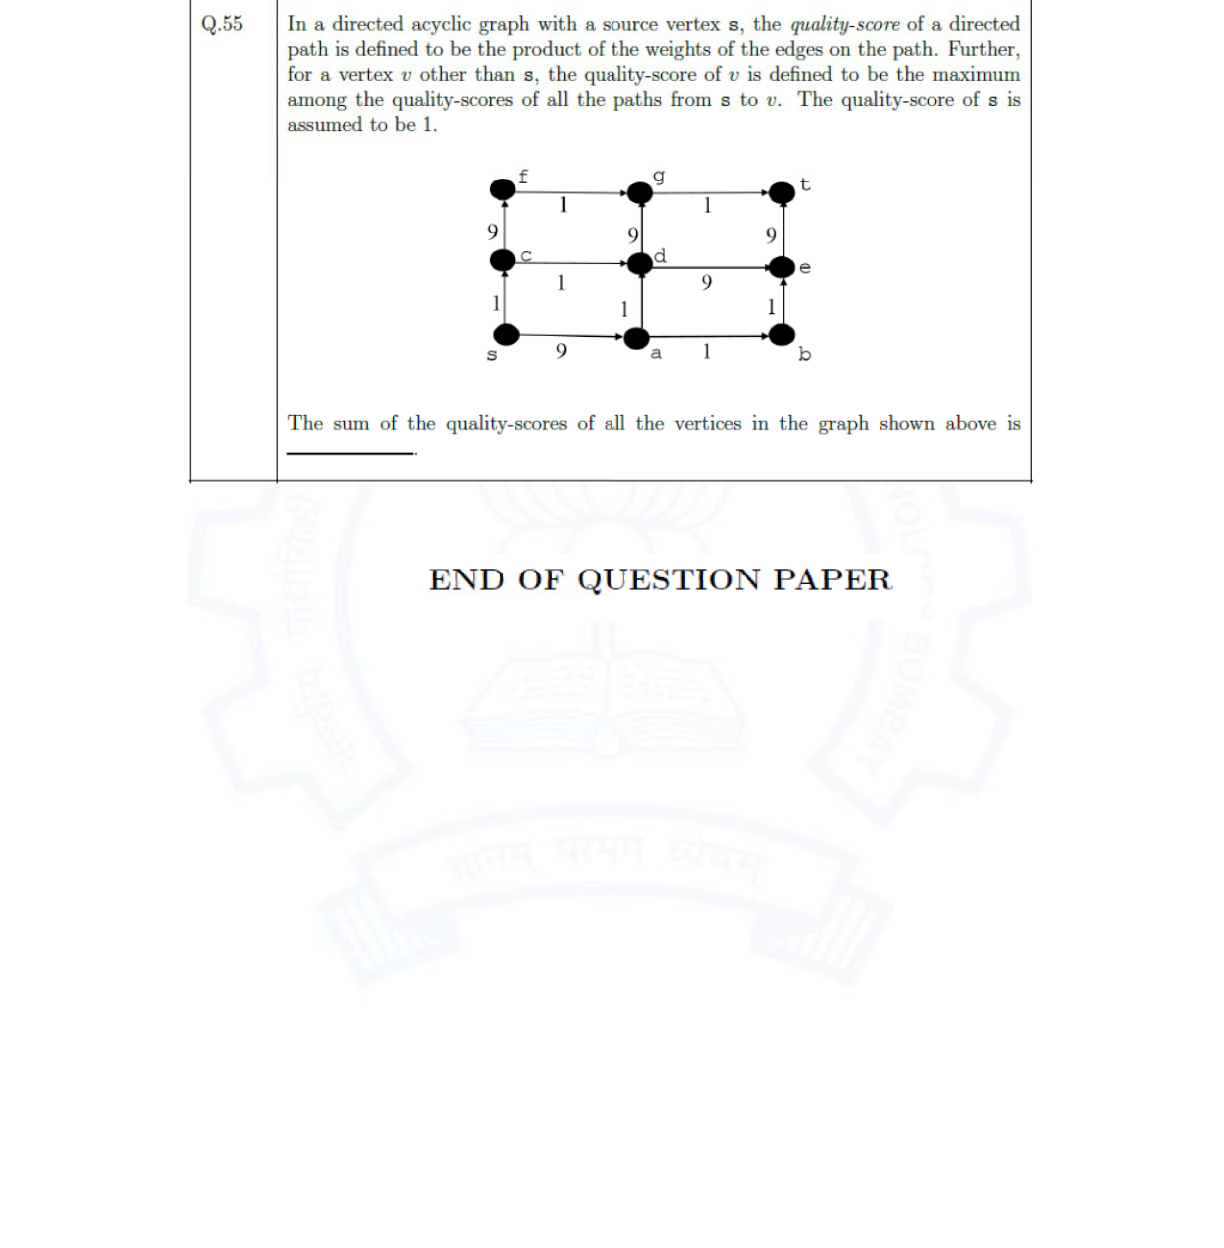 Q.55
In a directed acyclic graph with a source vertex s, the quality-score of a directed
path is defined to be the product of the weights of the edges on the path. Further,
for a vertex v other than s, the quality-score of v is defined to be the maximum
among the quality-scores of all the paths from s to v. The quality-score of s is
assumed to be 1.
f g t
1 1
9 9 9
c d e
1 9
1 1 1
s 9 a 1 b
The sum of the quality-scores of all the vertices in the graph shown above is
.
END OF QUESTION PAPER
BOMBAY
ज्ञानम् परमम् ध्येयम्